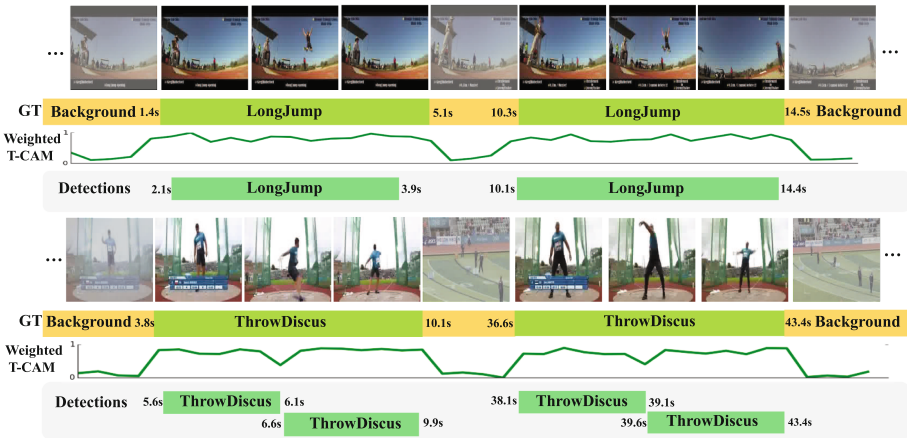 ... ...
GT Background 1.4s LongJump 5.1s 10.3s LongJump 14.5s Background
Weighted 1
T-CAM 0
Detections 2.1s LongJump 3.9s 10.1s LongJump 14.4s
... ...
GT Background 3.8s ThrowDiscus 10.1s 36.6s ThrowDiscus 43.4s Background
Weighted 1
T-CAM 0
Detections 5.6s ThrowDiscus 6.1s 38.1s ThrowDiscus 39.1s
6.6s ThrowDiscus 9.9s 39.6s ThrowDiscus 43.4s